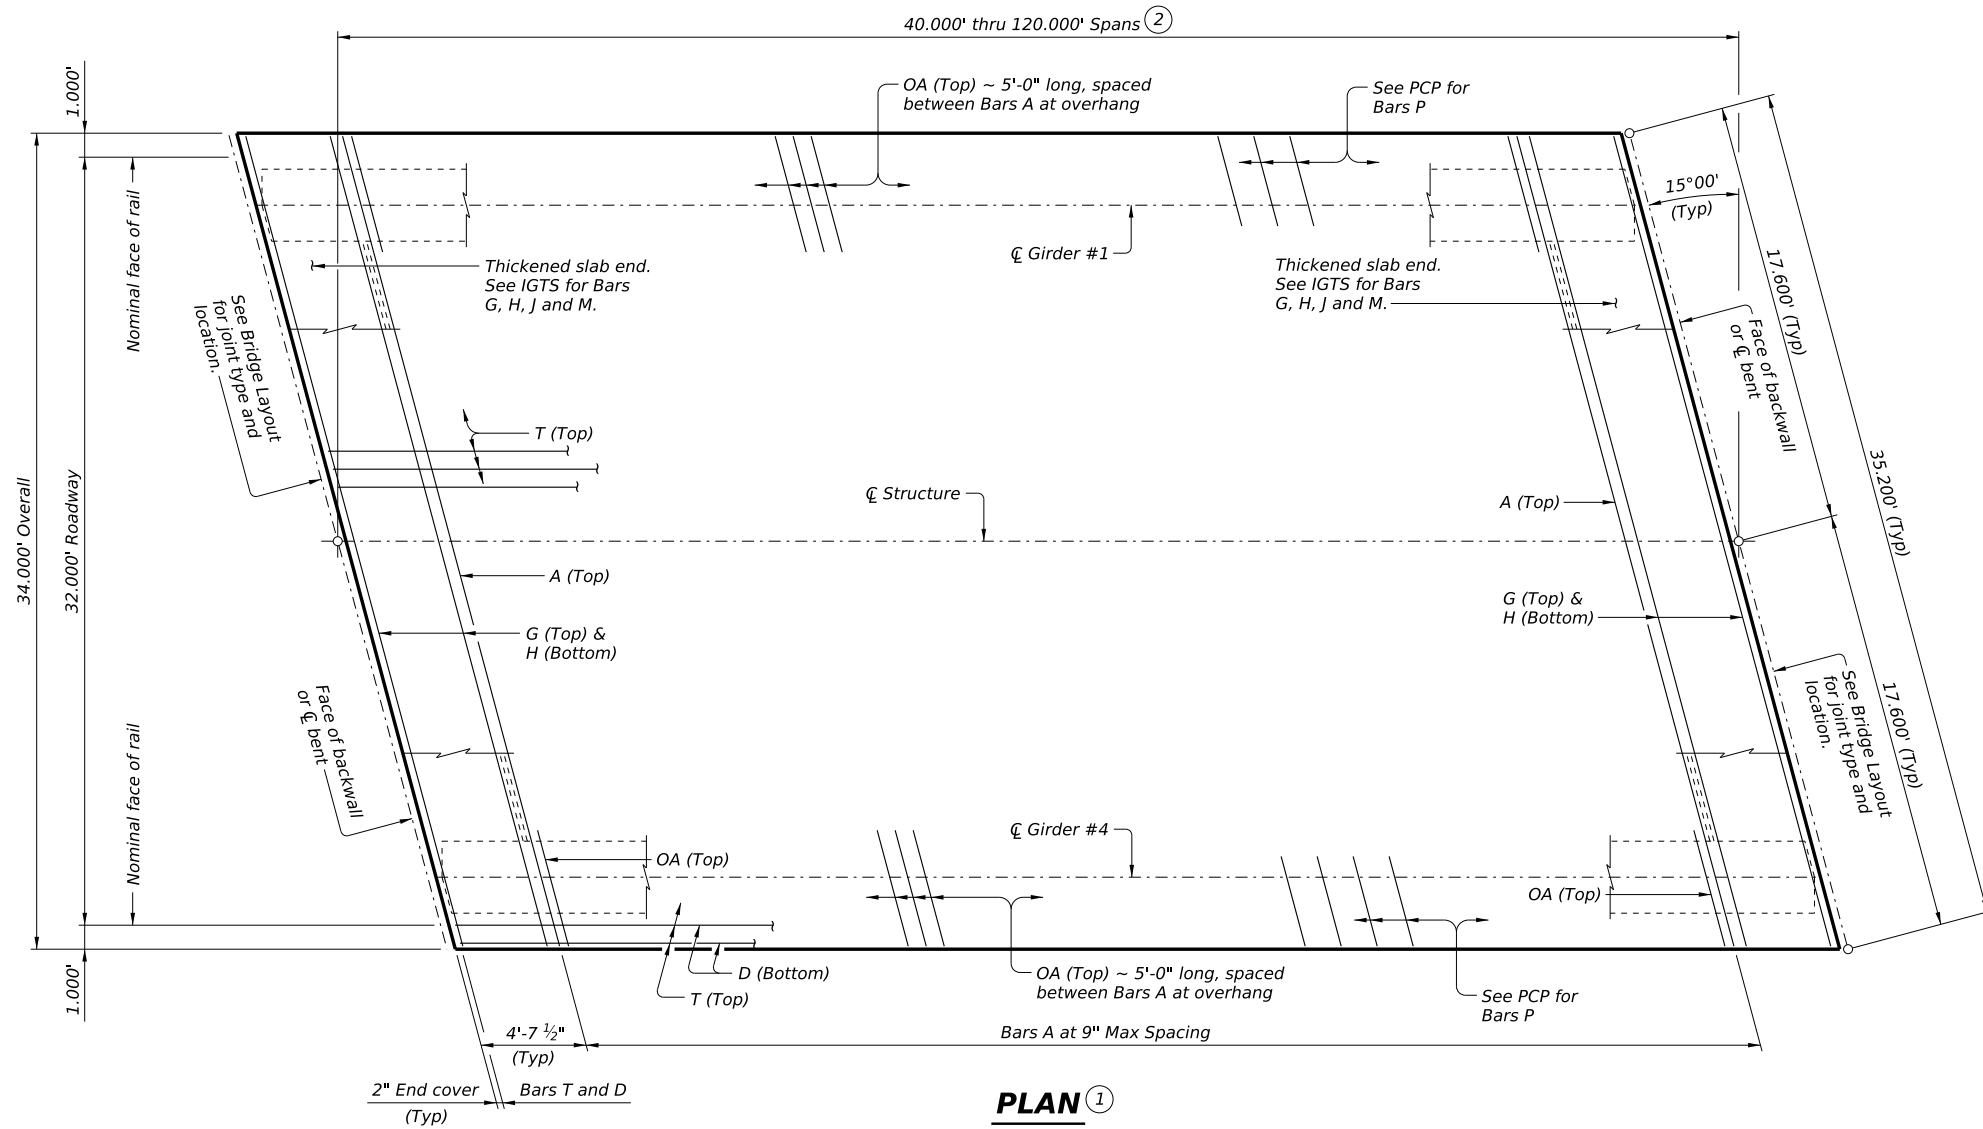 40.000' thru 120.000' Spans 2
1.000'
OA (Top) ~ 5'-0" long, spaced
between Bars A at overhang
See PCP for
Bars P
15°00'
(Typ)
Nominal face of rail
℄ Girder #1
Thickened slab end.
See IGTS for Bars
G, H, J and M.
Thickened slab end.
See IGTS for Bars
G, H, J and M.
17.600' (Typ)
See Bridge Layout
for joint type and
location.
Face of backwall
or ℄ bent
T (Top)
35.200' (Typ)
34.000' Overall
32.000' Roadway
℄ Structure
A (Top)
A (Top)
G (Top) &
H (Bottom)
G (Top) &
H (Bottom)
Face of backwall
or ℄ bent
See Bridge Layout
for joint type and
location.
17.600' (Typ)
Nominal face of rail
℄ Girder #4
OA (Top)
OA (Top)
D (Bottom)
T (Top)
OA (Top) ~ 5'-0" long, spaced
between Bars A at overhang
See PCP for
Bars P
1.000'
4'-7 ½"
(Typ)
Bars A at 9" Max Spacing
2" End cover
(Typ)
Bars T and D
PLAN 1